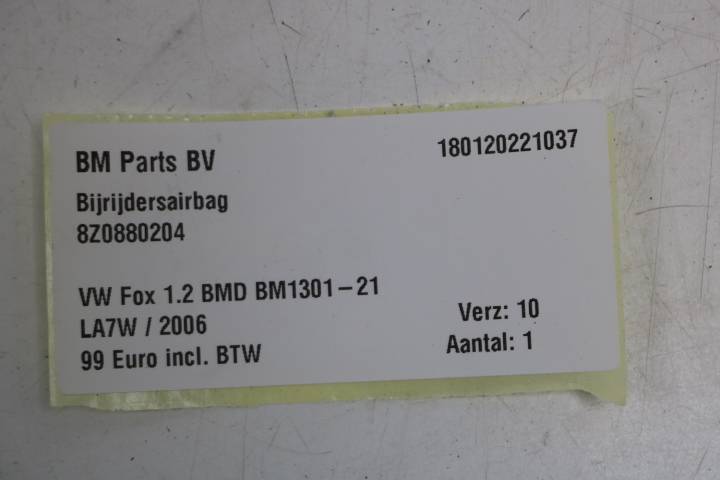 BM Parts BV 180120221037
Bijrijdersairbag
8Z0880204
VW Fox 1.2 BMD BM1301-21
LA7W / 2006 Verz: 10
99 Euro incl. BTW Aantal: 1